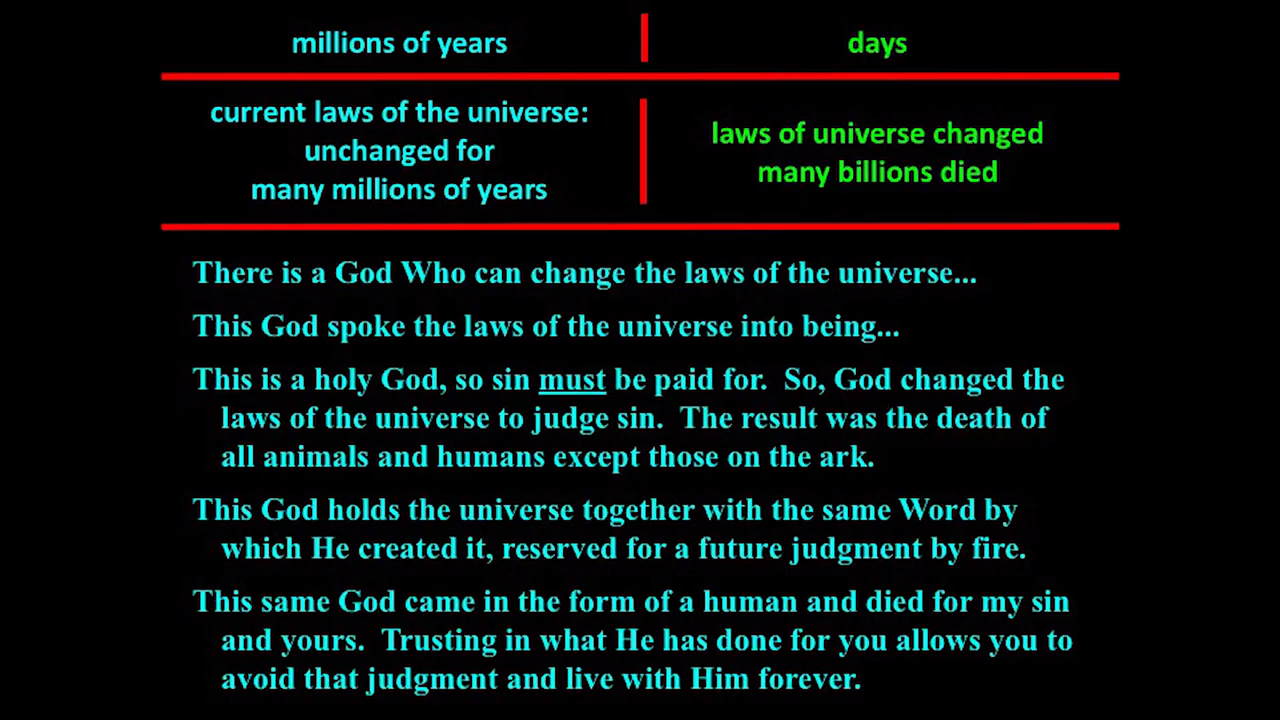 millions of years
days
current laws of the universe:
unchanged for
many millions of years
laws of universe changed
many billions died
There is a God Who can change the laws of the universe...
This God spoke the laws of the universe into being...
This is a holy God, so sin must be paid for.  So, God changed the
laws of the universe to judge sin.  The result was the death of
all animals and humans except those on the ark.
This God holds the universe together with the same Word by
which He created it, reserved for a future judgment by fire.
This same God came in the form of a human and died for my sin
and yours.  Trusting in what He has done for you allows you to
avoid that judgment and live with Him forever.